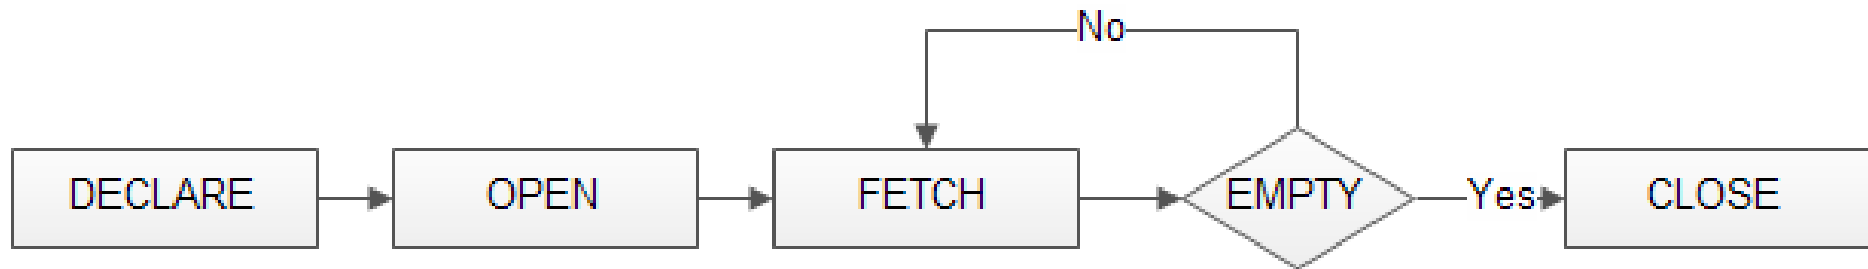 No
DECLARE
OPEN
FETCH
EMPTY
Yes
CLOSE